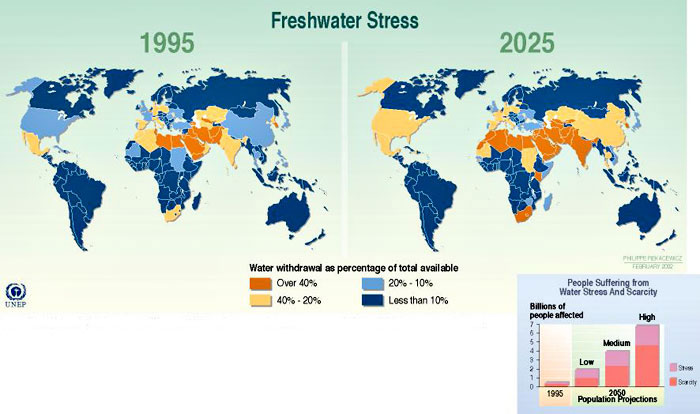 Freshwater Stress
1995
2025
PHILIPPE REKACEWICZ
FEBRUARY 2002
Water withdrawal as percentage of total available
Over 40%
20% - 10%
40% - 20%
Less than 10%
UNEP
People Suffering from
Water Stress And Scarcity
Billions of
people affected
7
6
5
4
3
2
1
0
Low
Medium
High
Stress
Scarcity
1995
2050
Population Projections